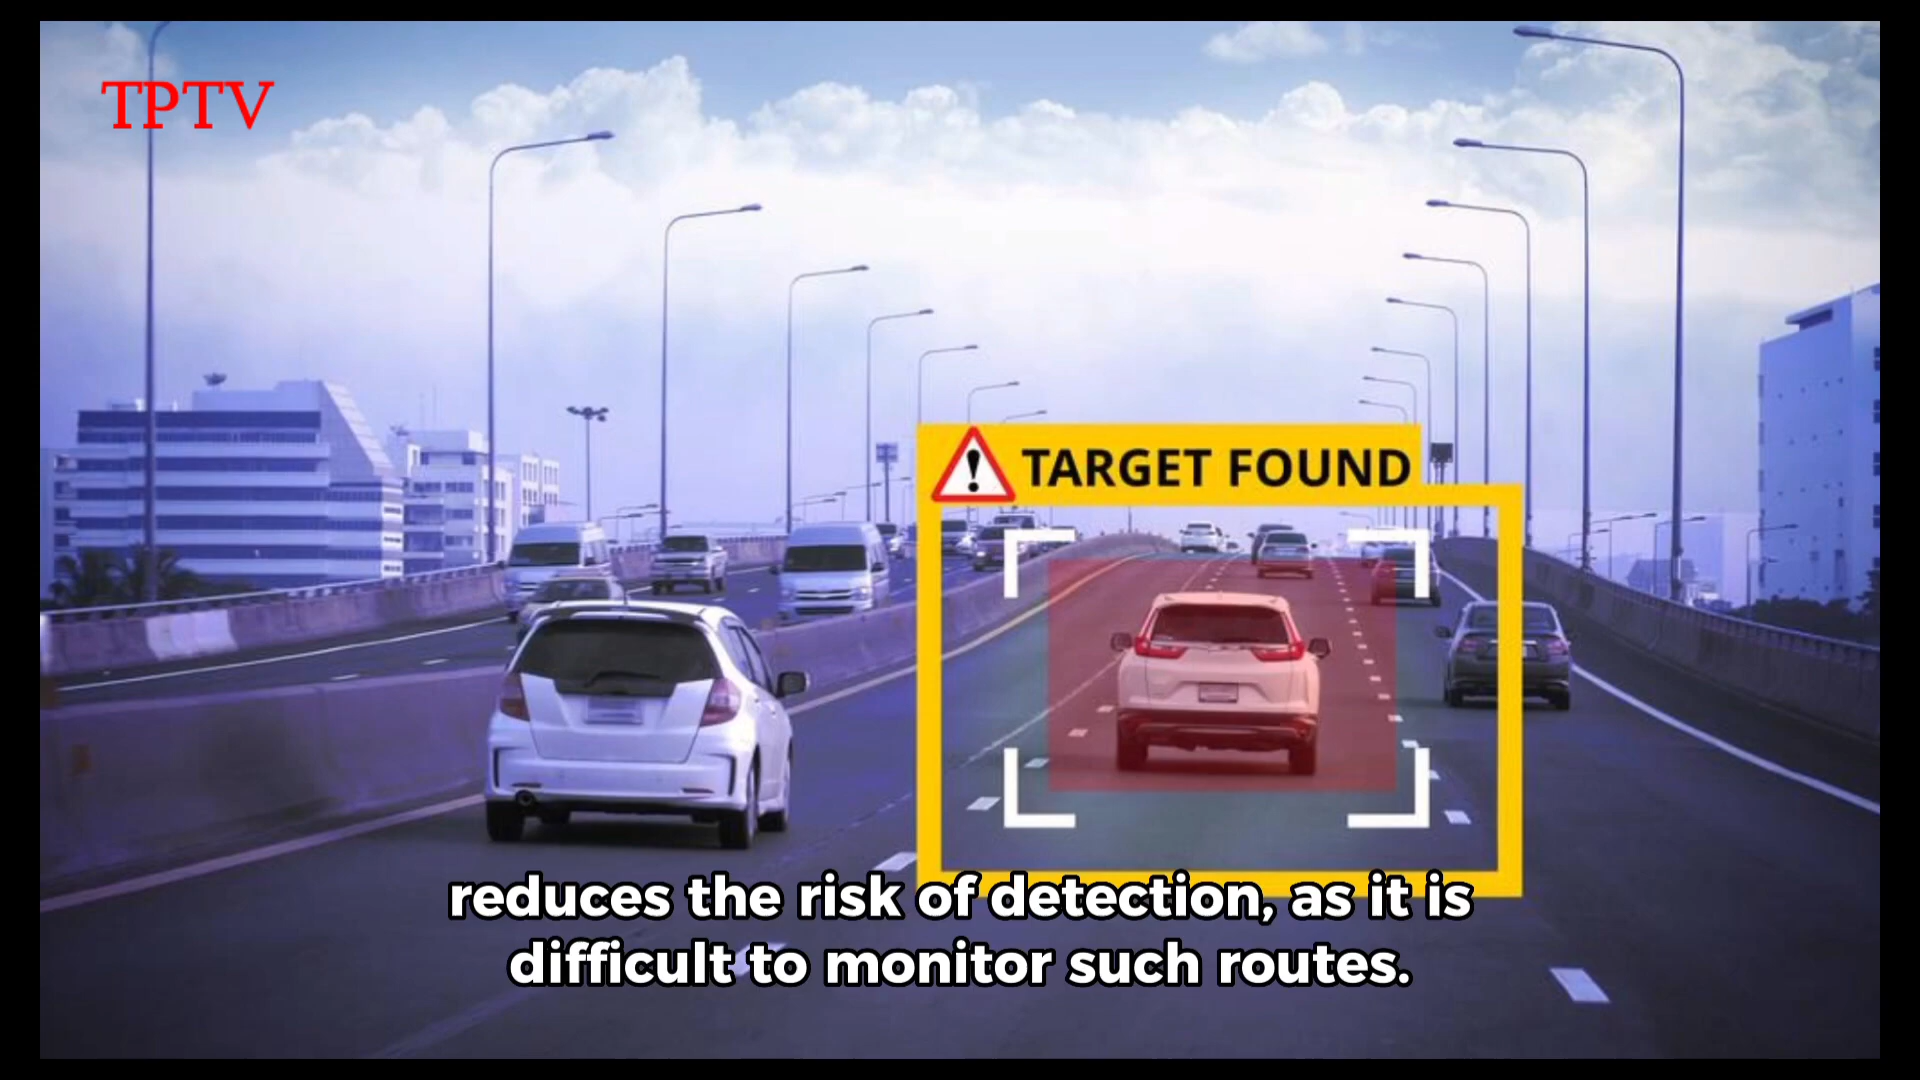 TPTV
TARGET FOUND
reduces the risk of detection, as it is
difficult to monitor such routes.